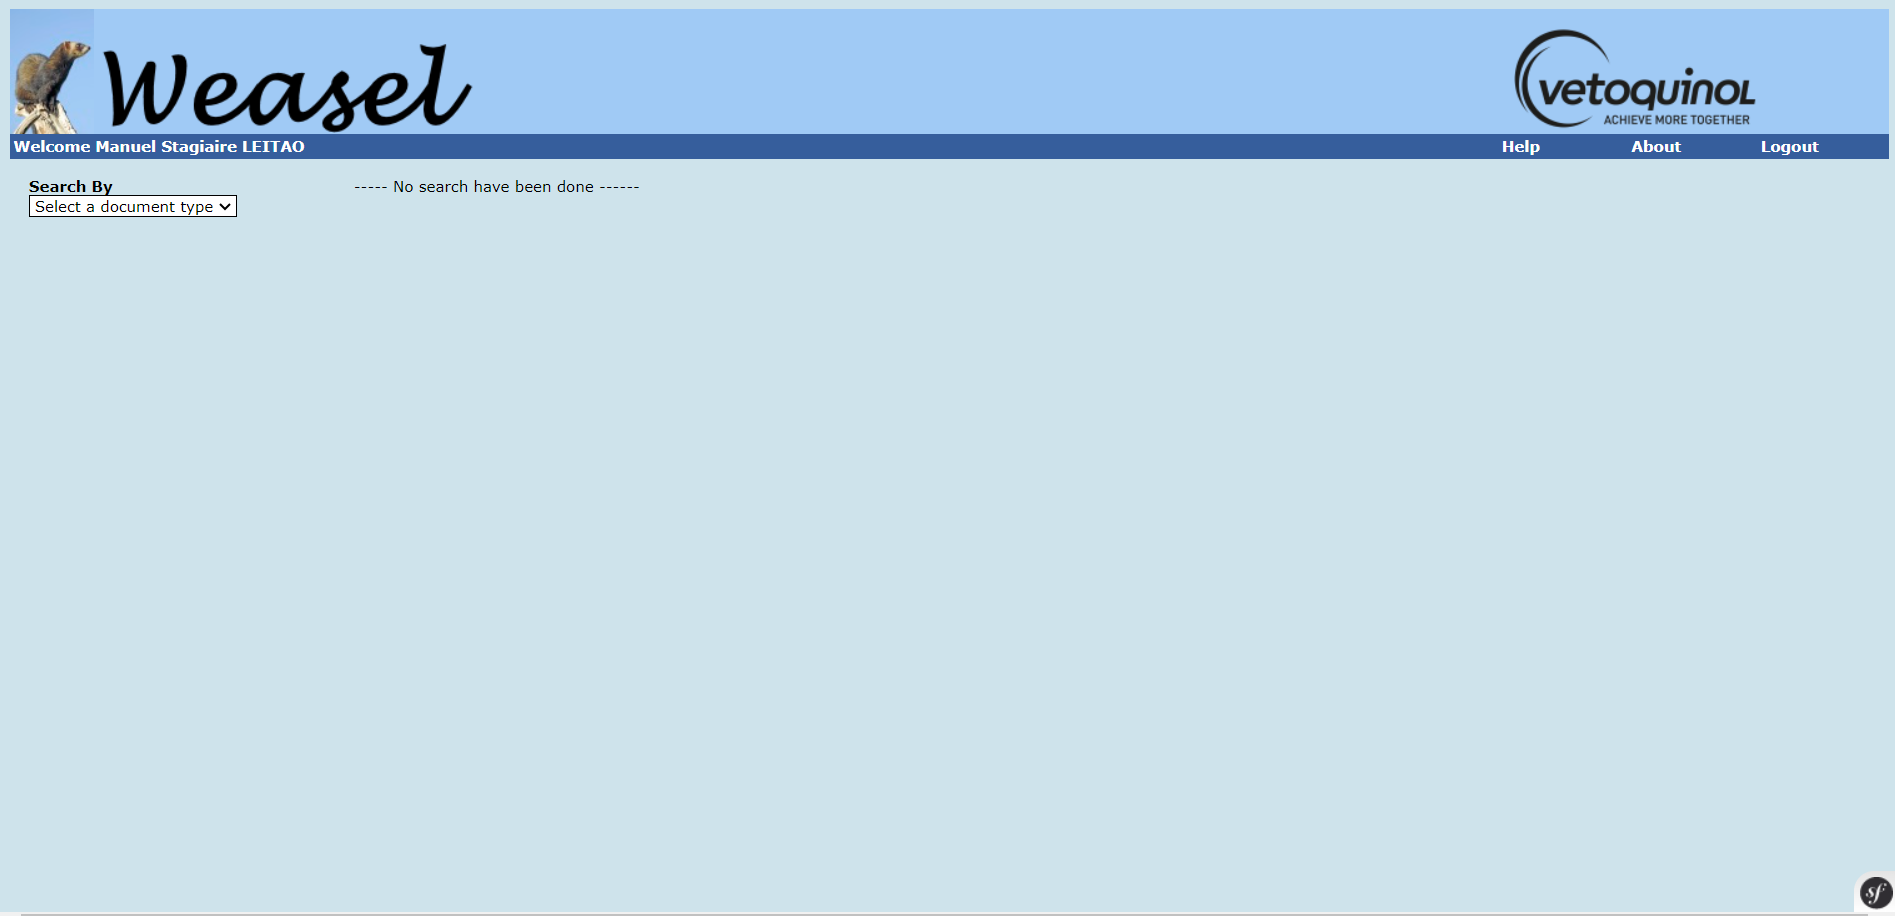 Weasel
vetoquinol
ACHIEVE MORE TOGETHER
Welcome Manuel Stagiaire LEITAO
Help
About
Logout
Search By
----- No search have been done ------
Select a document type
sf